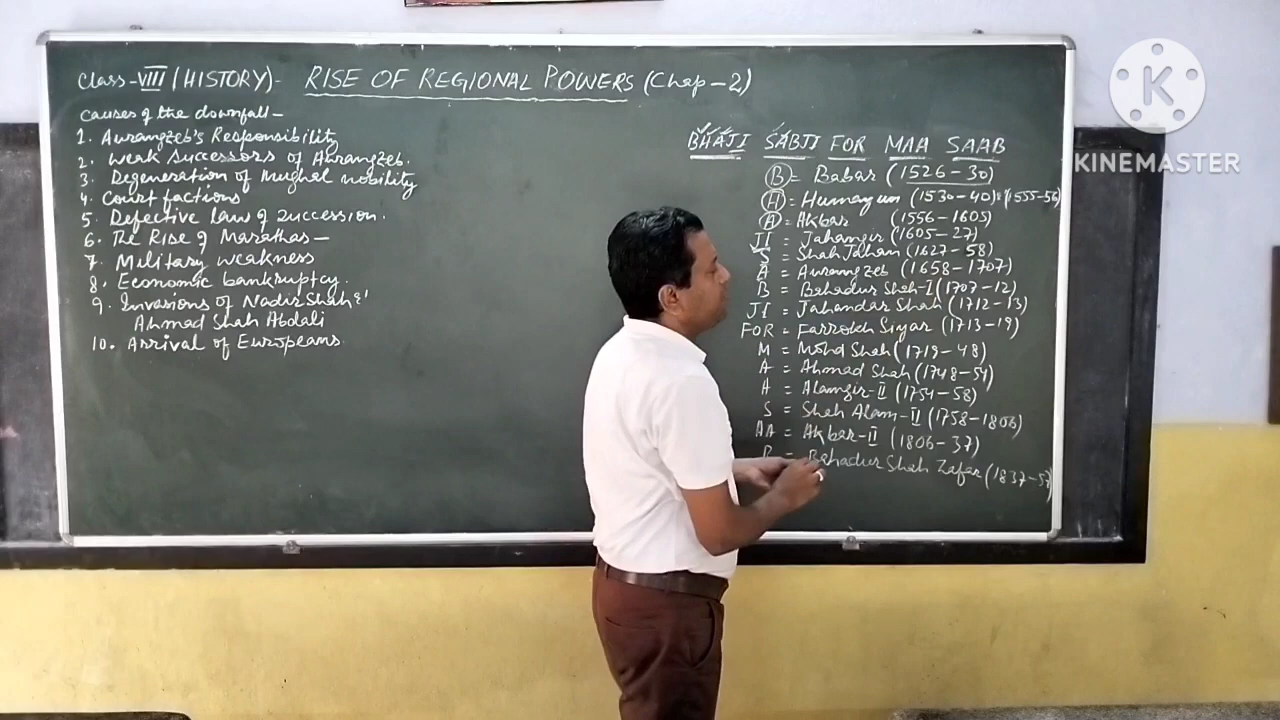 Class-VIII (HISTORY)- RISE OF REGIONAL POWERS (Chap-2)
Causes of the downfall-
1. Aurangzeb's Responsibility
2. Weak Successors of Aurangzeb.
3. Degeneration of Mughal nobility
4. Court factions
5. Defective law of succession.
6. The Rise of Marathas-
7. Military weakness
8. Economic bankruptcy.
9. Invasions of Nadir Shah &
Ahmad Shah Abdali
10. Arrival of Europeans.
BHAJI SABJI FOR MAA SAAB
B = Babar (1526-30)
H = Humayun (1530-40)=(1555-56)
A = Akbar (1556-1605)
JI = Jahangir (1605-27)
S = Shah Jahan (1627-58)
A = Aurangzeb (1658-1707)
B = Bahadur Shah-I (1707-12)
JI = Jahandar Shah (1712-13)
FOR = Farrokh Siyar (1713-19)
M = Mohd Shah (1719-48)
A = Ahmad Shah (1748-54)
A = Alamgir-II (1754-58)
S = Shah Alam-II (1758-1806)
AA = Akbar-II (1806-37)
B = Bahadur Shah Zafar (1837-57)
K
KINEMASTER